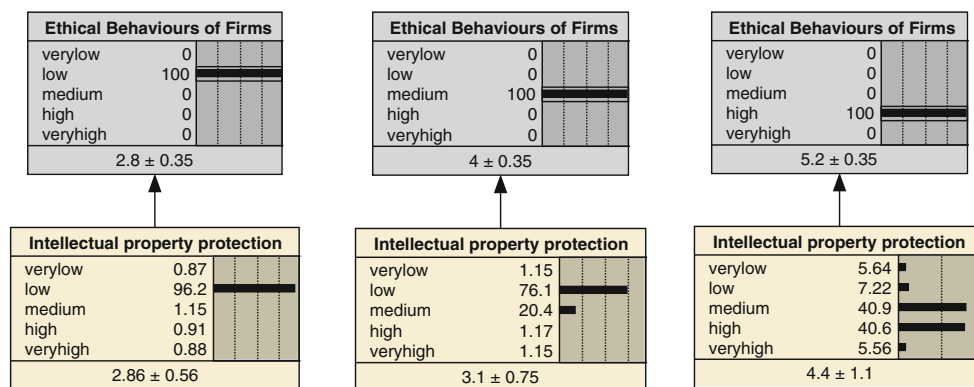 Ethical Behaviours of Firms
verylow 0
low 100
medium 0
high 0
veryhigh 0
2.8 ± 0.35
Ethical Behaviours of Firms
verylow 0
low 0
medium 100
high 0
veryhigh 0
4 ± 0.35
Ethical Behaviours of Firms
verylow 0
low 0
medium 0
high 100
veryhigh 0
5.2 ± 0.35
Intellectual property protection
verylow 0.87
low 96.2
medium 1.15
high 0.91
veryhigh 0.88
2.86 ± 0.56
Intellectual property protection
verylow 1.15
low 76.1
medium 20.4
high 1.17
veryhigh 1.15
3.1 ± 0.75
Intellectual property protection
verylow 5.64
low 7.22
medium 40.9
high 40.6
veryhigh 5.56
4.4 ± 1.1